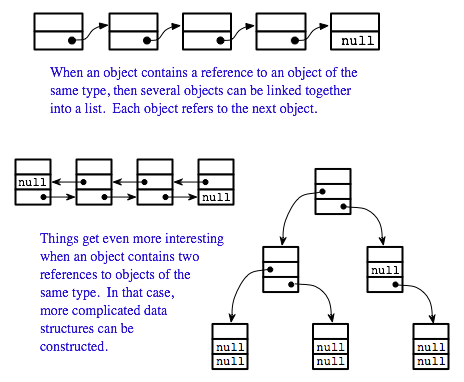 null
When an object contains a reference to an object of the
same type, then several objects can be linked together
into a list.  Each object refers to the next object.
null
null
Things get even more interesting
when an object contains two
references to objects of the
same type.  In that case,
more complicated data
structures can be
constructed.
null
null null null
null null null